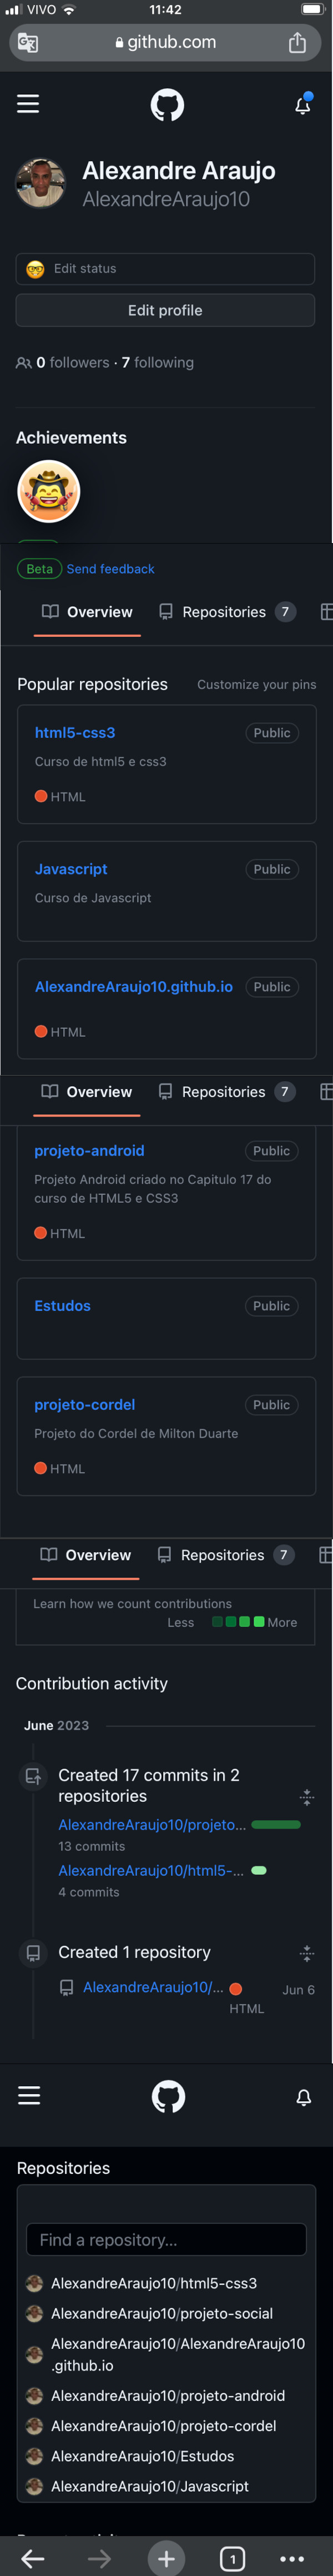 VIVO 11:42
github.com
Alexandre Araujo
AlexandreAraujo10
Edit status
Edit profile
0 followers · 7 following
Achievements
Beta Send feedback
Overview Repositories 7
Popular repositories Customize your pins
html5-css3 Public
Curso de html5 e css3
HTML
Javascript Public
Curso de Javascript
AlexandreAraujo10.github.io Public
HTML
Overview Repositories 7
projeto-android Public
Projeto Android criado no Capitulo 17 do
curso de HTML5 e CSS3
HTML
Estudos Public
projeto-cordel Public
Projeto do Cordel de Milton Duarte
HTML
Overview Repositories 7
Learn how we count contributions
Less More
Contribution activity
June 2023
Created 17 commits in 2
repositories
AlexandreAraujo10/projeto...
13 commits
AlexandreAraujo10/html5-...
4 commits
Created 1 repository
AlexandreAraujo10/... Jun 6
HTML
Repositories
Find a repository...
AlexandreAraujo10/html5-css3
AlexandreAraujo10/projeto-social
AlexandreAraujo10/AlexandreAraujo10
.github.io
AlexandreAraujo10/projeto-android
AlexandreAraujo10/projeto-cordel
AlexandreAraujo10/Estudos
AlexandreAraujo10/Javascript
1